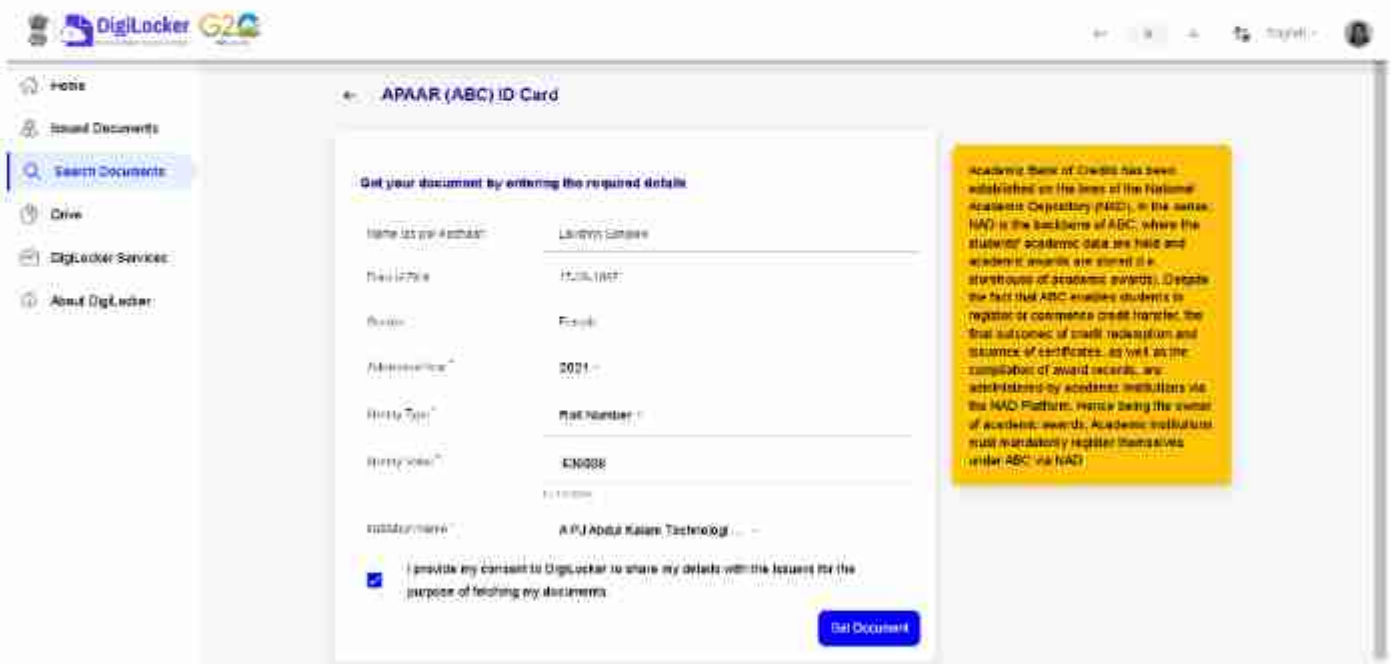 DigiLocker G20
English
Home
Issued Documents
Search Documents
Drive
DigiLocker Services
About DigiLocker
APAAR (ABC) ID Card
Get your document by entering the required details
Name (as per Aadhaar)
Date of Birth
Gender
Female
Admission Year*
2021
Identity Type*
Roll Number
Identity Value*
Institution Name*
A P J Abdul Kalam Technologi ...
I provide my consent to DigiLocker to share my details with the Issuers for the
purpose of fetching my documents.
Get Document
Academic Bank of Credits has been
established on the lines of the National
Academic Depository (NAD), in the sense,
NAD is the backbone of ABC, where the
students' academic data are held and
academic awards are stored (i.e.
storehouse of academic awards). Despite
the fact that ABC enables students to
register or commence credit transfer, the
final outcomes of credit redemption and
issuance of certificates, as well as the
compilation of award records, are
administered by academic institutions via
the NAD Platform. Hence being the owner
of academic awards, Academic Institutions
must mandatorily register themselves
under ABC via NAD